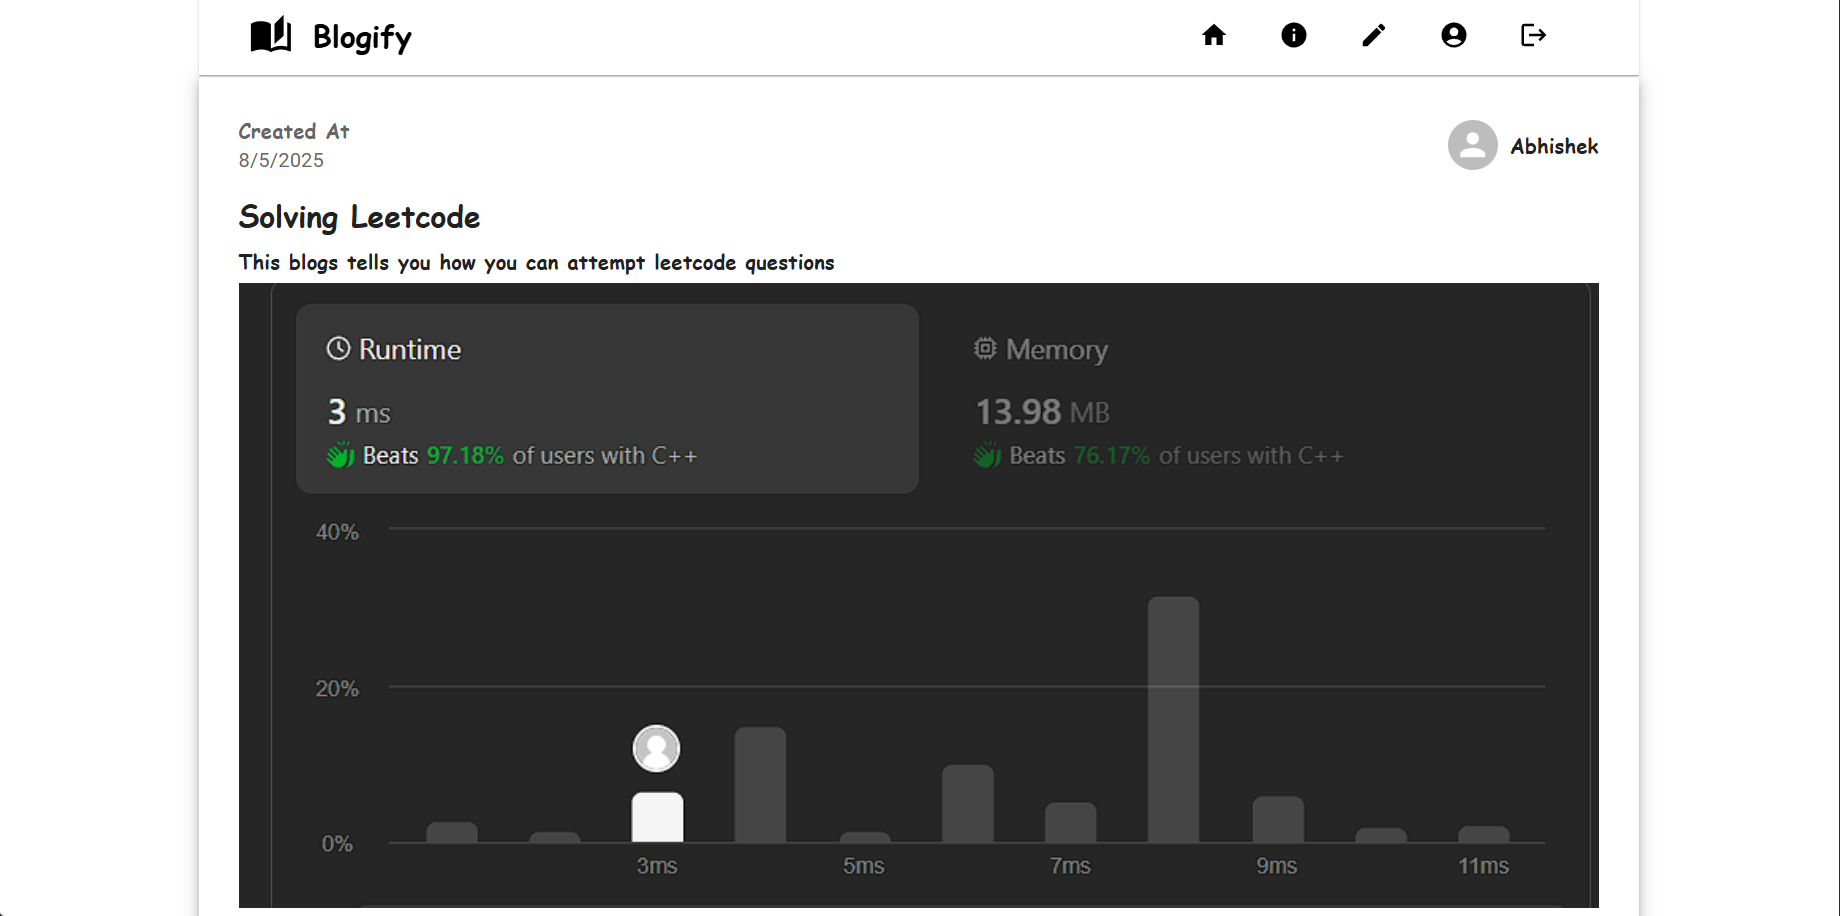 Blogify
Created At
8/5/2025
Abhishek
Solving Leetcode
This blogs tells you how you can attempt leetcode questions
Runtime
3 ms
Beats 97.18% of users with C++
Memory
13.98 MB
Beats 76.17% of users with C++
40%
20%
0%
3ms
5ms
7ms
9ms
11ms